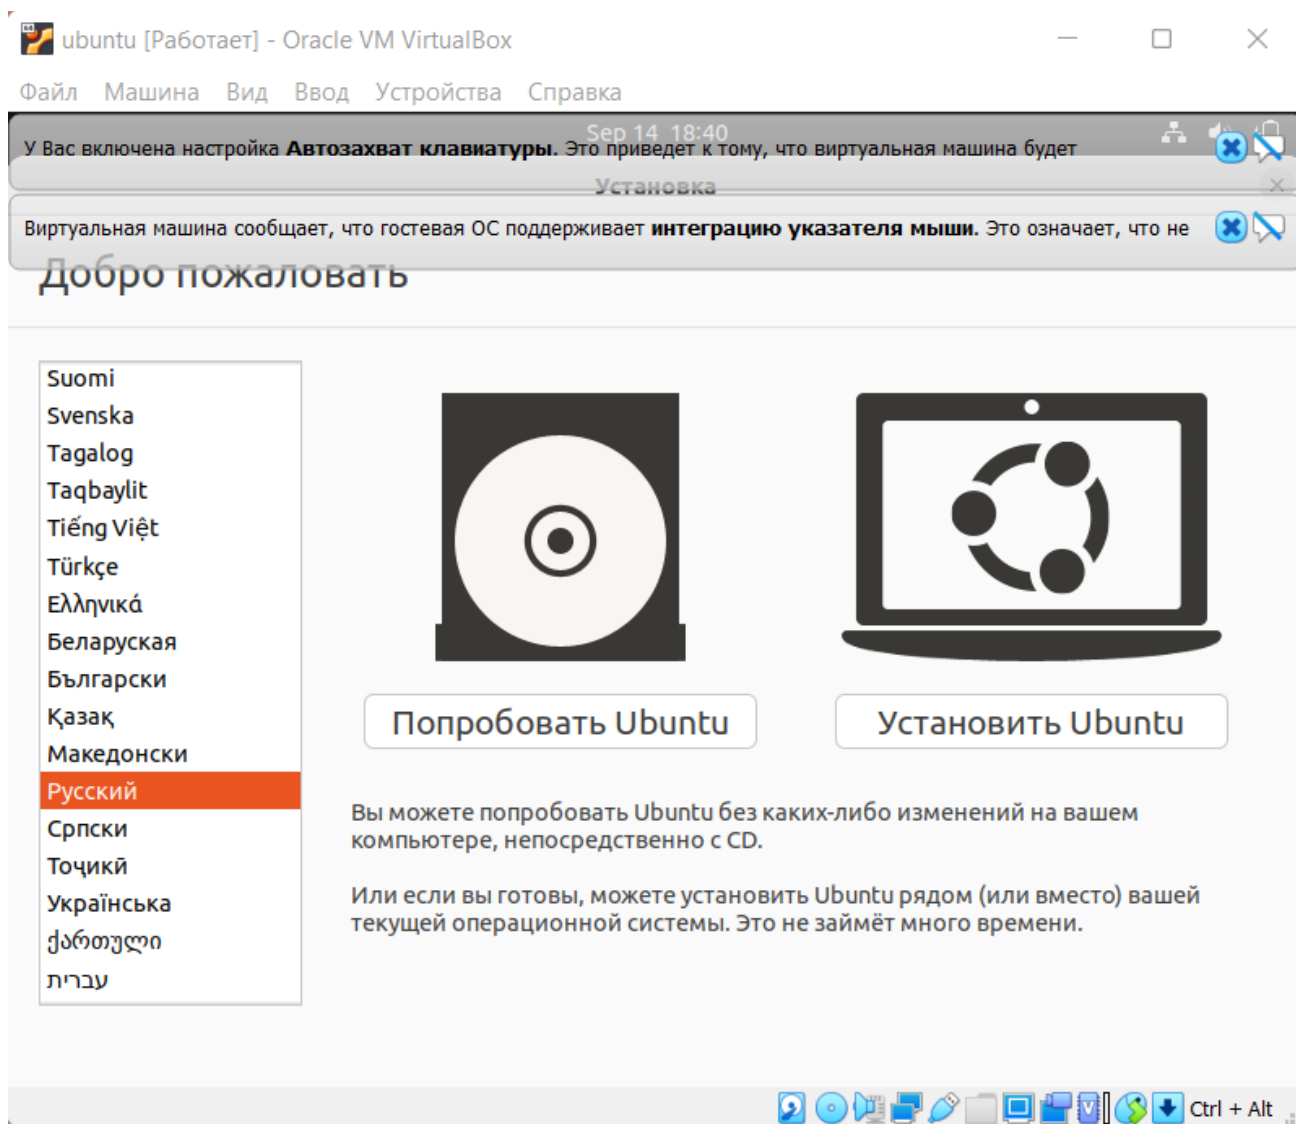 ubuntu [Работает] - Oracle VM VirtualBox
Файл Машина Вид Ввод Устройства Справка
Sep 14 18:40
У Вас включена настройка Автозахват клавиатуры. Это приведет к тому, что виртуальная машина будет
Установка
Виртуальная машина сообщает, что гостевая ОС поддерживает интеграцию указателя мыши. Это означает, что не
Добро пожаловать
Suomi
Svenska
Tagalog
Taqbaylit
Tiếng Việt
Türkçe
Ελληνικά
Беларуская
Български
Қазақ
Македонски
Русский
Српски
Тоҷикӣ
Українська
ქართული
עברית
Попробовать Ubuntu
Установить Ubuntu
Вы можете попробовать Ubuntu без каких-либо изменений на вашем
компьютере, непосредственно с CD.
Или если вы готовы, можете установить Ubuntu рядом (или вместо) вашей
текущей операционной системы. Это не займёт много времени.
Ctrl + Alt